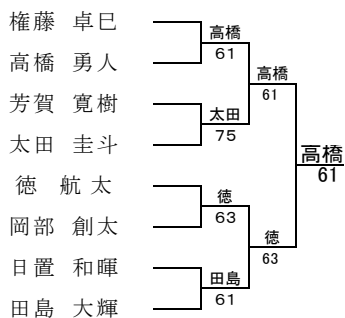 権藤 卓巳
高橋 勇人
芳賀 寛樹
太田 圭斗
徳 航太
岡部 創太
日置 和暉
田島 大輝
高橋
61
太田
75
徳
63
田島
61
高橋
61
徳
63
高橋
61